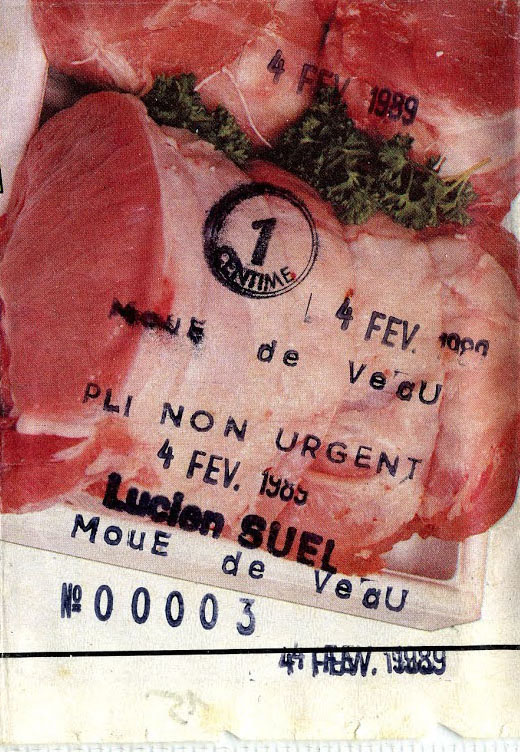 4 FEV. 1989
1
CENTIME
4 FEV. 1989
MOUE de VeaU
PLI NON URGENT
4 FEV. 1989
Lucien SUEL
MouE de VeaU
Nº 00003
4 FEV. 1989